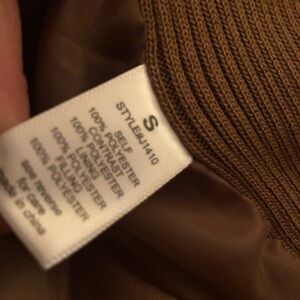 S
STYLE#J1410
SELF
100% POLYESTER
CONTRAST
100% POLYESTER
LINING
100% POLYESTER
FILLING
100% POLYESTER
see reverse
for care
made in china